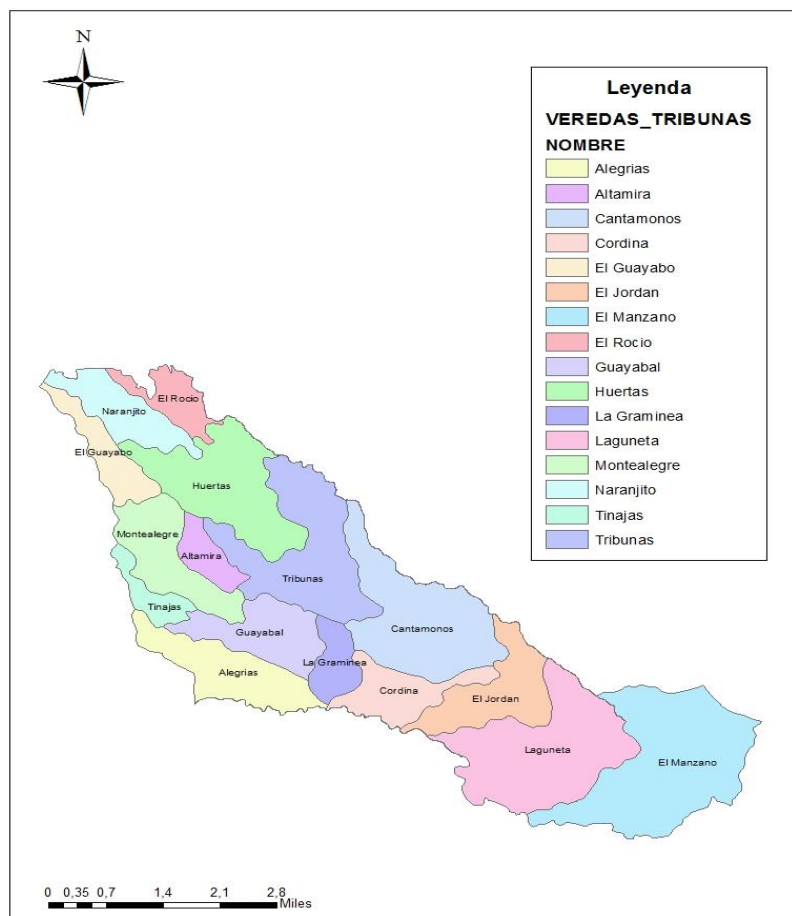 N
Leyenda
VEREDAS_TRIBUNAS
NOMBRE
Alegrias
Altamira
Cantamonos
Cordina
El Guayabo
El Jordan
El Manzano
El Rocio
Guayabal
Huertas
La Graminea
Laguneta
Montealegre
Naranjito
Tinajas
Tribunas
El Rocio
Naranjito
El Guayabo
Huertas
Montealegre
Altamira
Tribunas
Tinajas
Guayabal
Cantamonos
La Graminea
Alegrias
Cordina
El Jordan
Laguneta
El Manzano
0 0,35 0,7 1,4 2,1 2,8
Miles